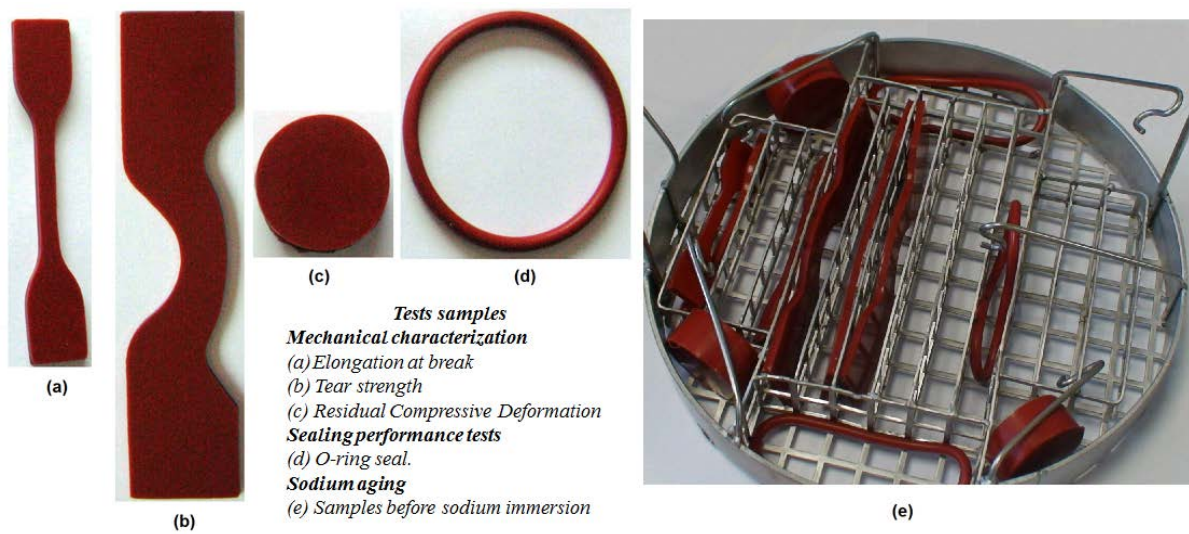 (a)
(b)
(c)
(d)
Tests samples
Mechanical characterization
(a) Elongation at break
(b) Tear strength
(c) Residual Compressive Deformation
Sealing performance tests
(d) O-ring seal.
Sodium aging
(e) Samples before sodium immersion
(e)